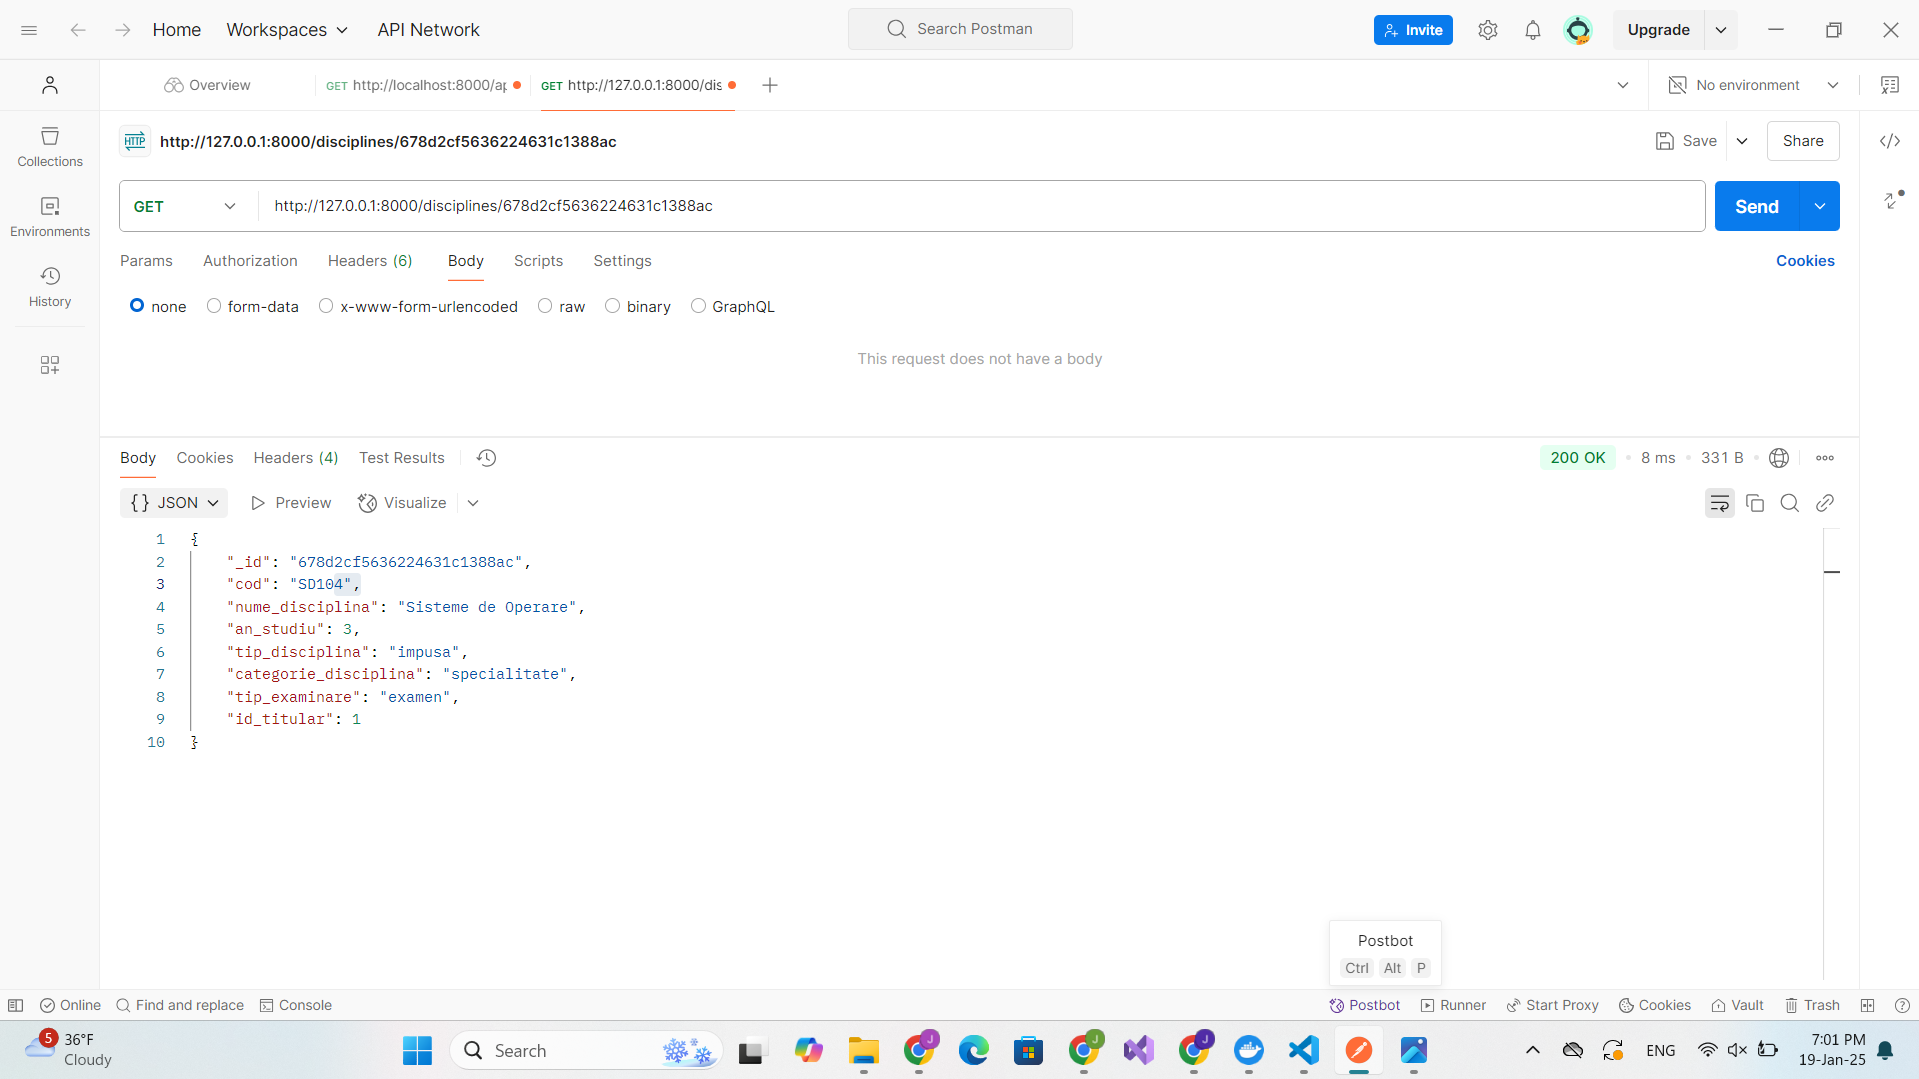 Home Workspaces API Network Search Postman Invite Upgrade
Overview GET http://localhost:8000/ap GET http://127.0.0.1:8000/dis No environment
HTTP http://127.0.0.1:8000/disciplines/678d2cf5636224631c1388ac Save Share
Collections
GET http://127.0.0.1:8000/disciplines/678d2cf5636224631c1388ac Send
Environments
Params Authorization Headers (6) Body Scripts Settings Cookies
History
none form-data x-www-form-urlencoded raw binary GraphQL
This request does not have a body
Body Cookies Headers (4) Test Results 200 OK 8 ms 331 B
{} JSON Preview Visualize
1 {
2 "_id": "678d2cf5636224631c1388ac",
3 "cod": "SD104",
4 "nume_disciplina": "Sisteme de Operare",
5 "an_studiu": 3,
6 "tip_disciplina": "impusa",
7 "categorie_disciplina": "specialitate",
8 "tip_examinare": "examen",
9 "id_titular": 1
10 }
Postbot
Ctrl Alt P
Online Find and replace Console Postbot Runner Start Proxy Cookies Vault Trash
5 36°F
Cloudy
Search
J J J
ENG
7:01 PM
19-Jan-25